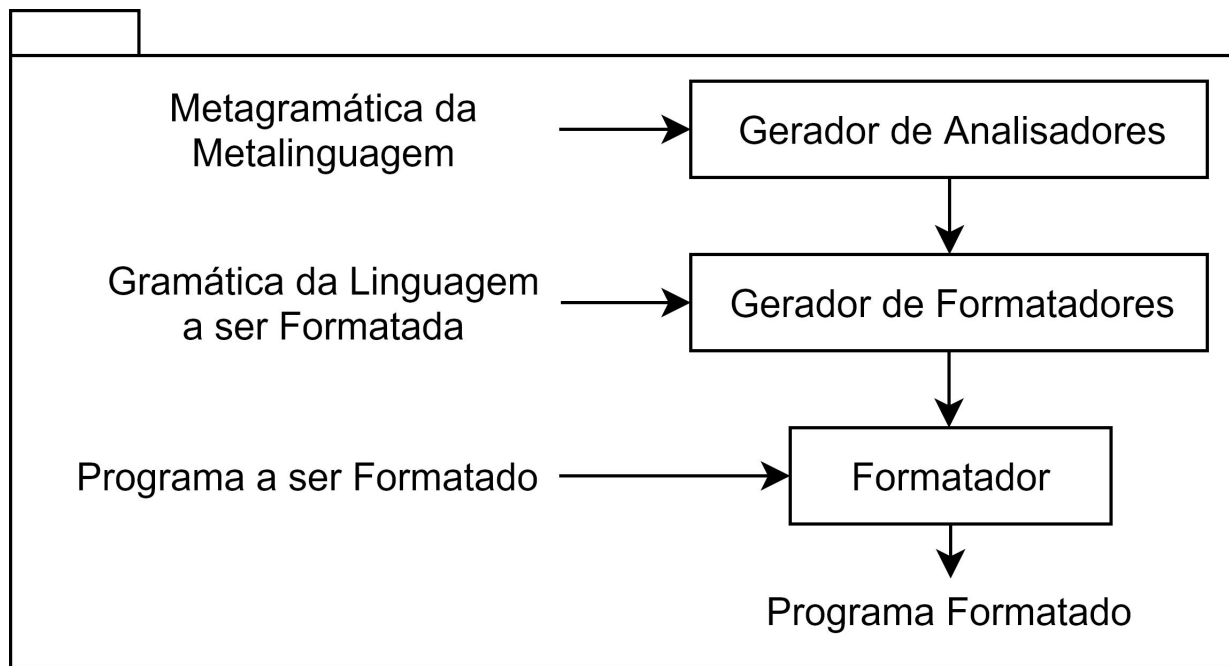 Metagramática da
Metalinguagem
Gerador de Analisadores
Gramática da Linguagem
a ser Formatada
Gerador de Formatadores
Programa a ser Formatado
Formatador
Programa Formatado